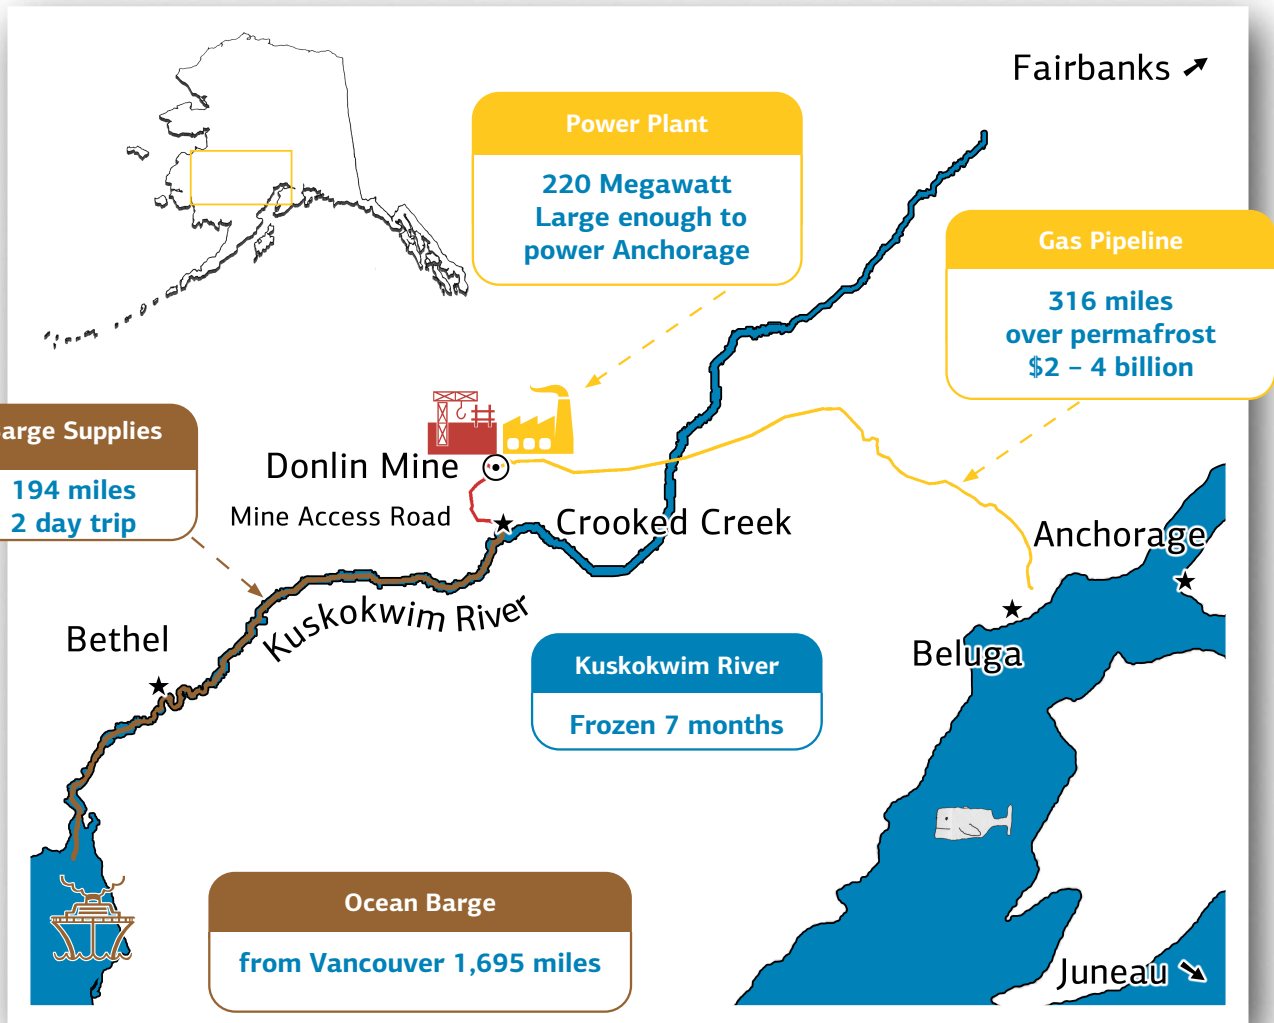 Fairbanks
Power Plant
220 Megawatt
Large enough to
power Anchorage
Gas Pipeline
316 miles
over permafrost
$2 – 4 billion
arge Supplies
194 miles
2 day trip
Donlin Mine
Mine Access Road
Crooked Creek
Anchorage
Kuskokwim River
Bethel
Beluga
Kuskokwim River
Frozen 7 months
Ocean Barge
from Vancouver 1,695 miles
Juneau